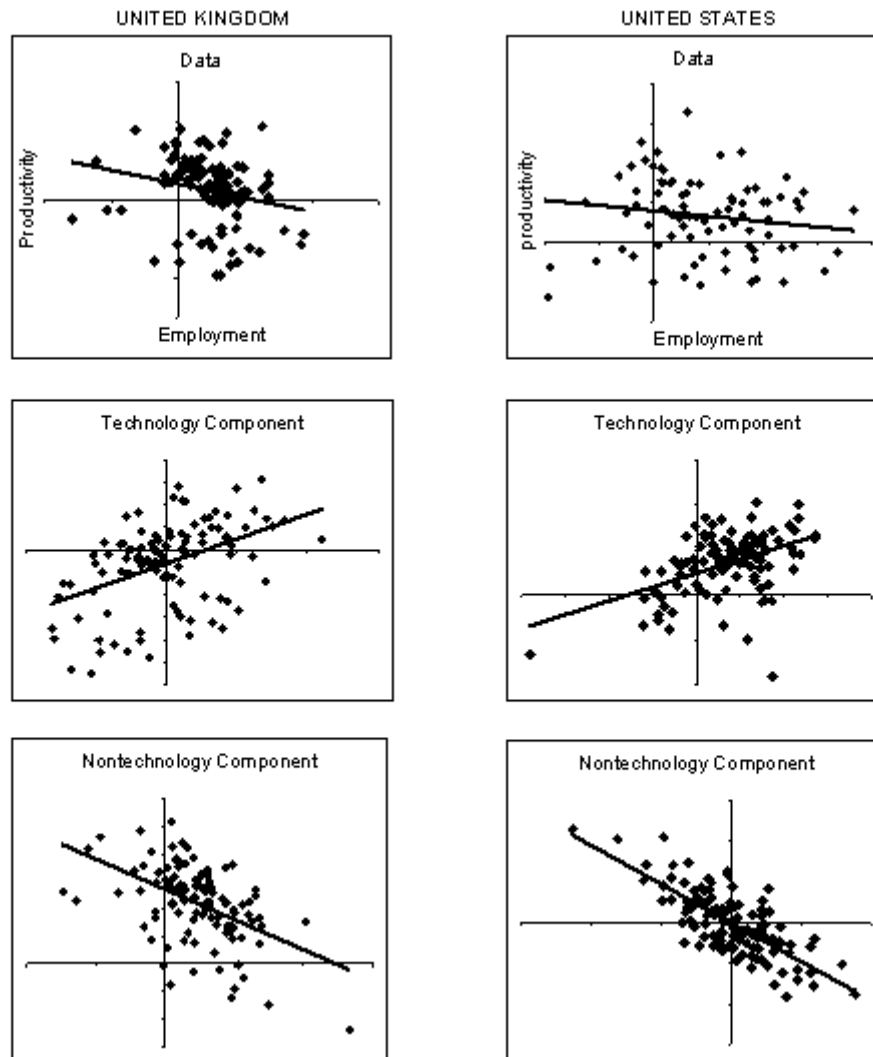 UNITED KINGDOM
UNITED STATES
Data
Productivity
Employment
Data
productivity
Employment
Technology Component
Technology Component
Nontechnology Component
Nontechnology Component